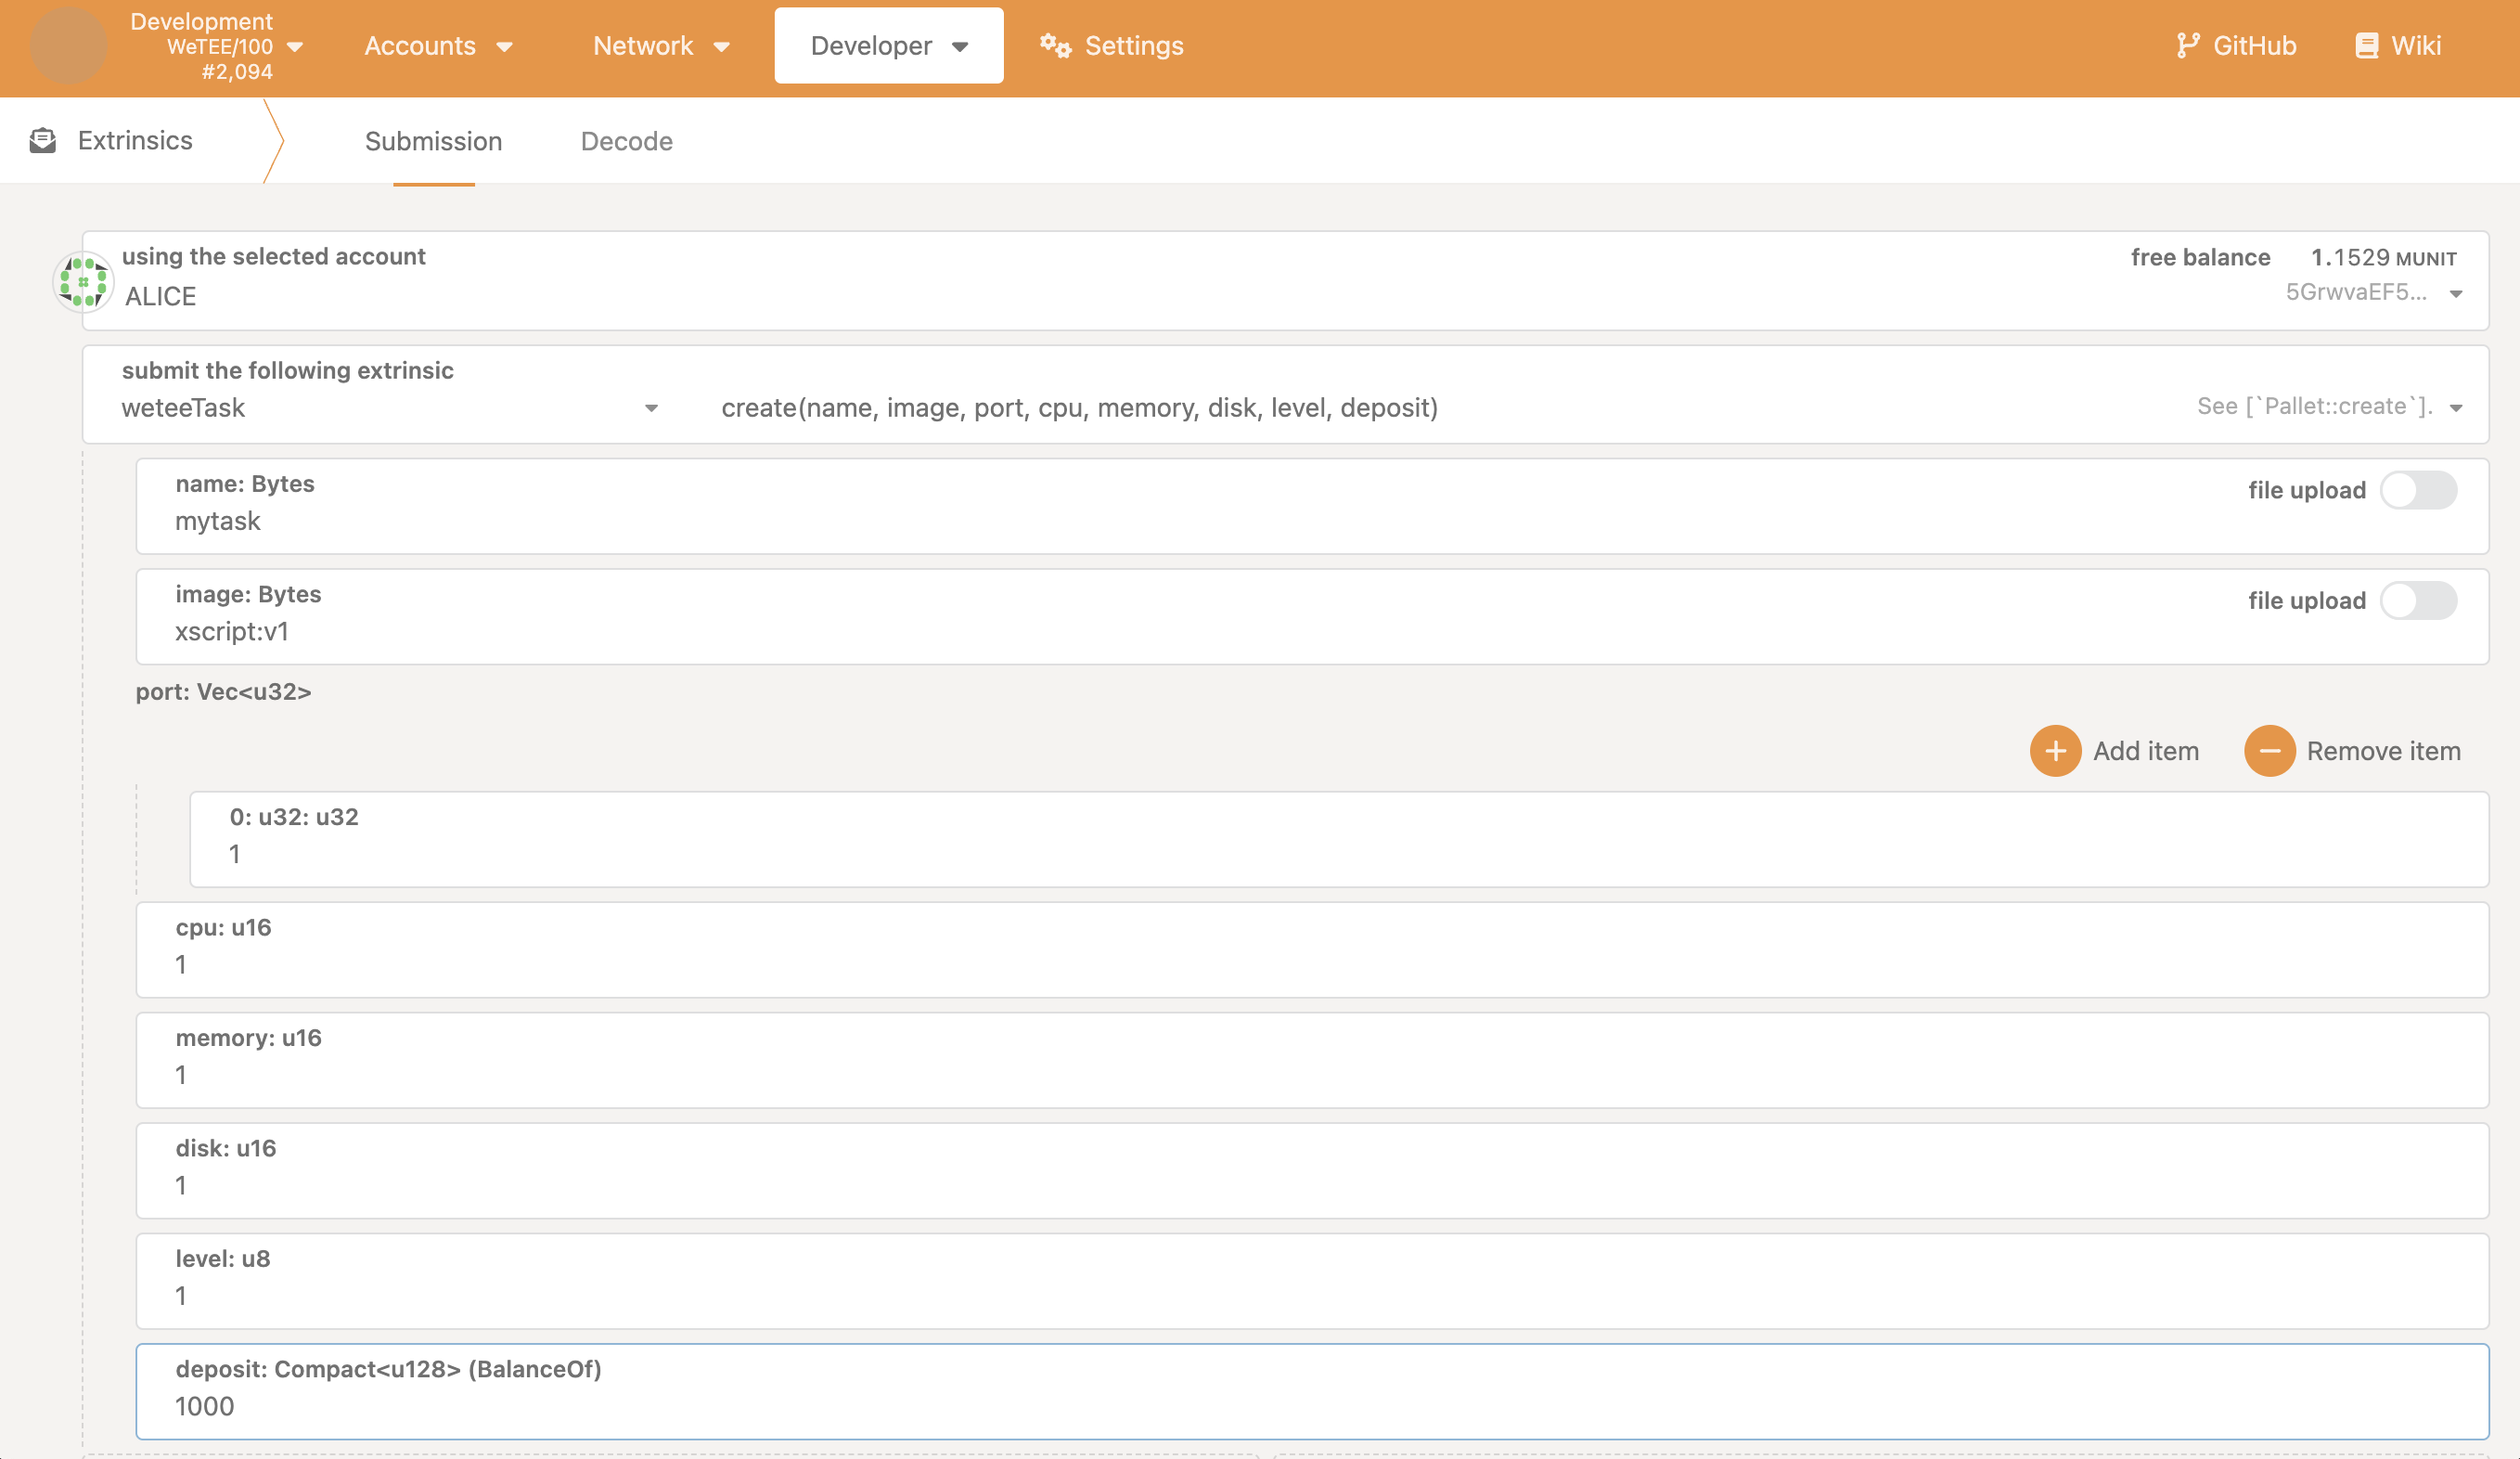 Development
WeTEE/100
#2,094
Accounts
Network
Developer
Settings
GitHub
Wiki
Extrinsics
Submission
Decode
using the selected account
ALICE
free balance 1.1529 MUNIT
5GrwvaEF5...
submit the following extrinsic
weteeTask
create(name, image, port, cpu, memory, disk, level, deposit)
See [`Pallet::create`].
name: Bytes
mytask
file upload
image: Bytes
xscript:v1
file upload
port: Vec<u32>
Add item
Remove item
0: u32: u32
1
cpu: u16
1
memory: u16
1
disk: u16
1
level: u8
1
deposit: Compact<u128> (BalanceOf)
1000